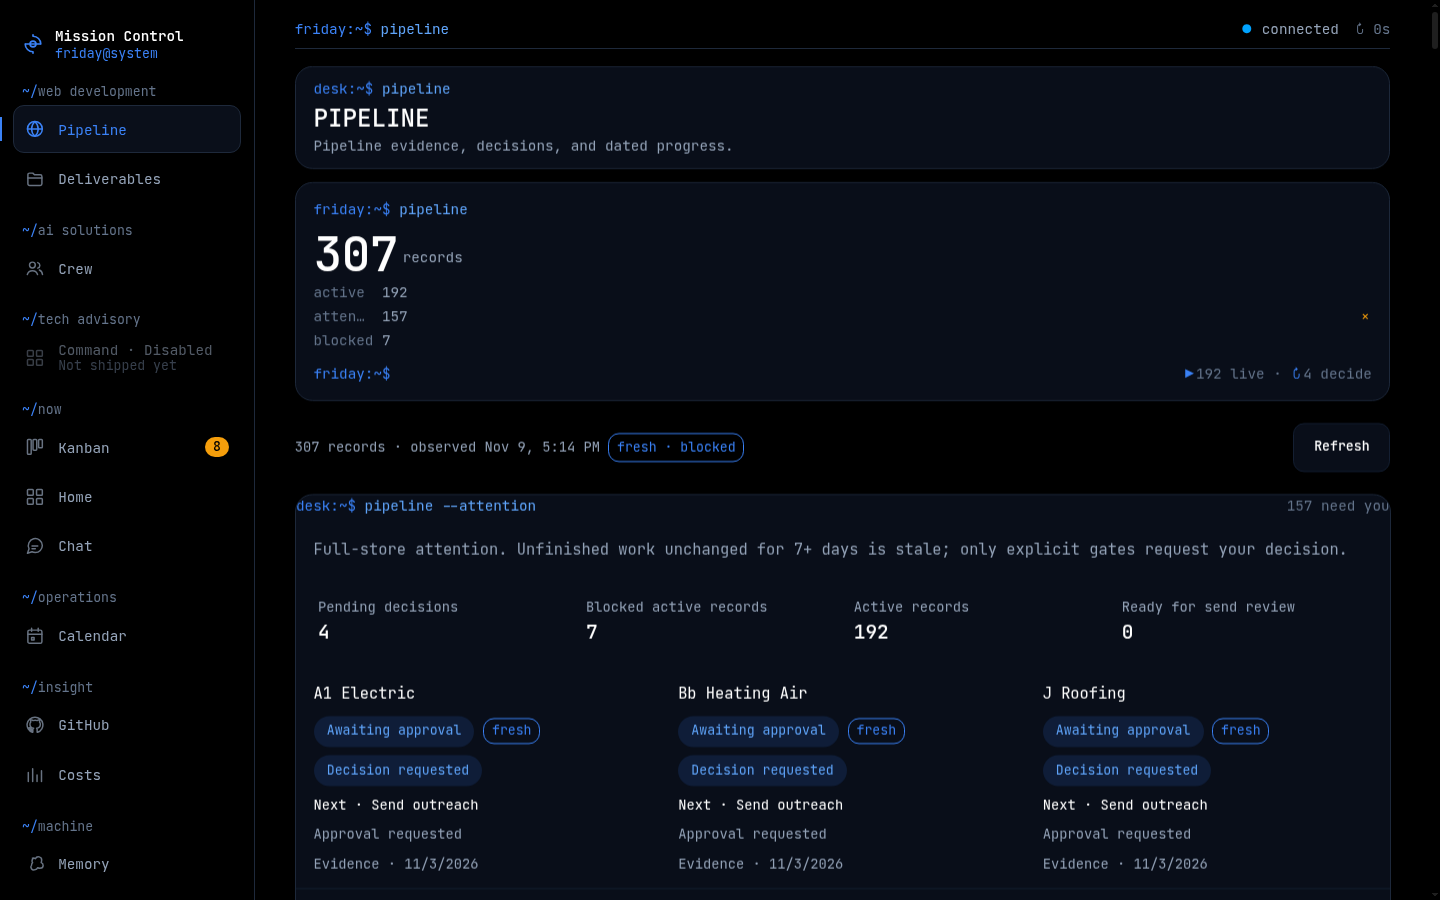 Mission Control
friday@system
~/web development
Pipeline
Deliverables
~/ai solutions
Crew
~/tech advisory
Command · Disabled
Not shipped yet
~/now
Kanban 8
Home
Chat
~/operations
Calendar
~/insight
GitHub
Costs
~/machine
Memory
friday:~$ pipeline
connected 0s
desk:~$ pipeline
PIPELINE
Pipeline evidence, decisions, and dated progress.
friday:~$ pipeline
307 records
active 192
atten… 157 ×
blocked 7
friday:~$ 192 live · 4 decide
307 records · observed Nov 9, 5:14 PM fresh · blocked
Refresh
desk:~$ pipeline --attention 157 need you
Full-store attention. Unfinished work unchanged for 7+ days is stale; only explicit gates request your decision.
Pending decisions Blocked active records Active records Ready for send review
4 7 192 0
A1 Electric Bb Heating Air J Roofing
Awaiting approval fresh Awaiting approval fresh Awaiting approval fresh
Decision requested Decision requested Decision requested
Next · Send outreach Next · Send outreach Next · Send outreach
Approval requested Approval requested Approval requested
Evidence · 11/3/2026 Evidence · 11/3/2026 Evidence · 11/3/2026